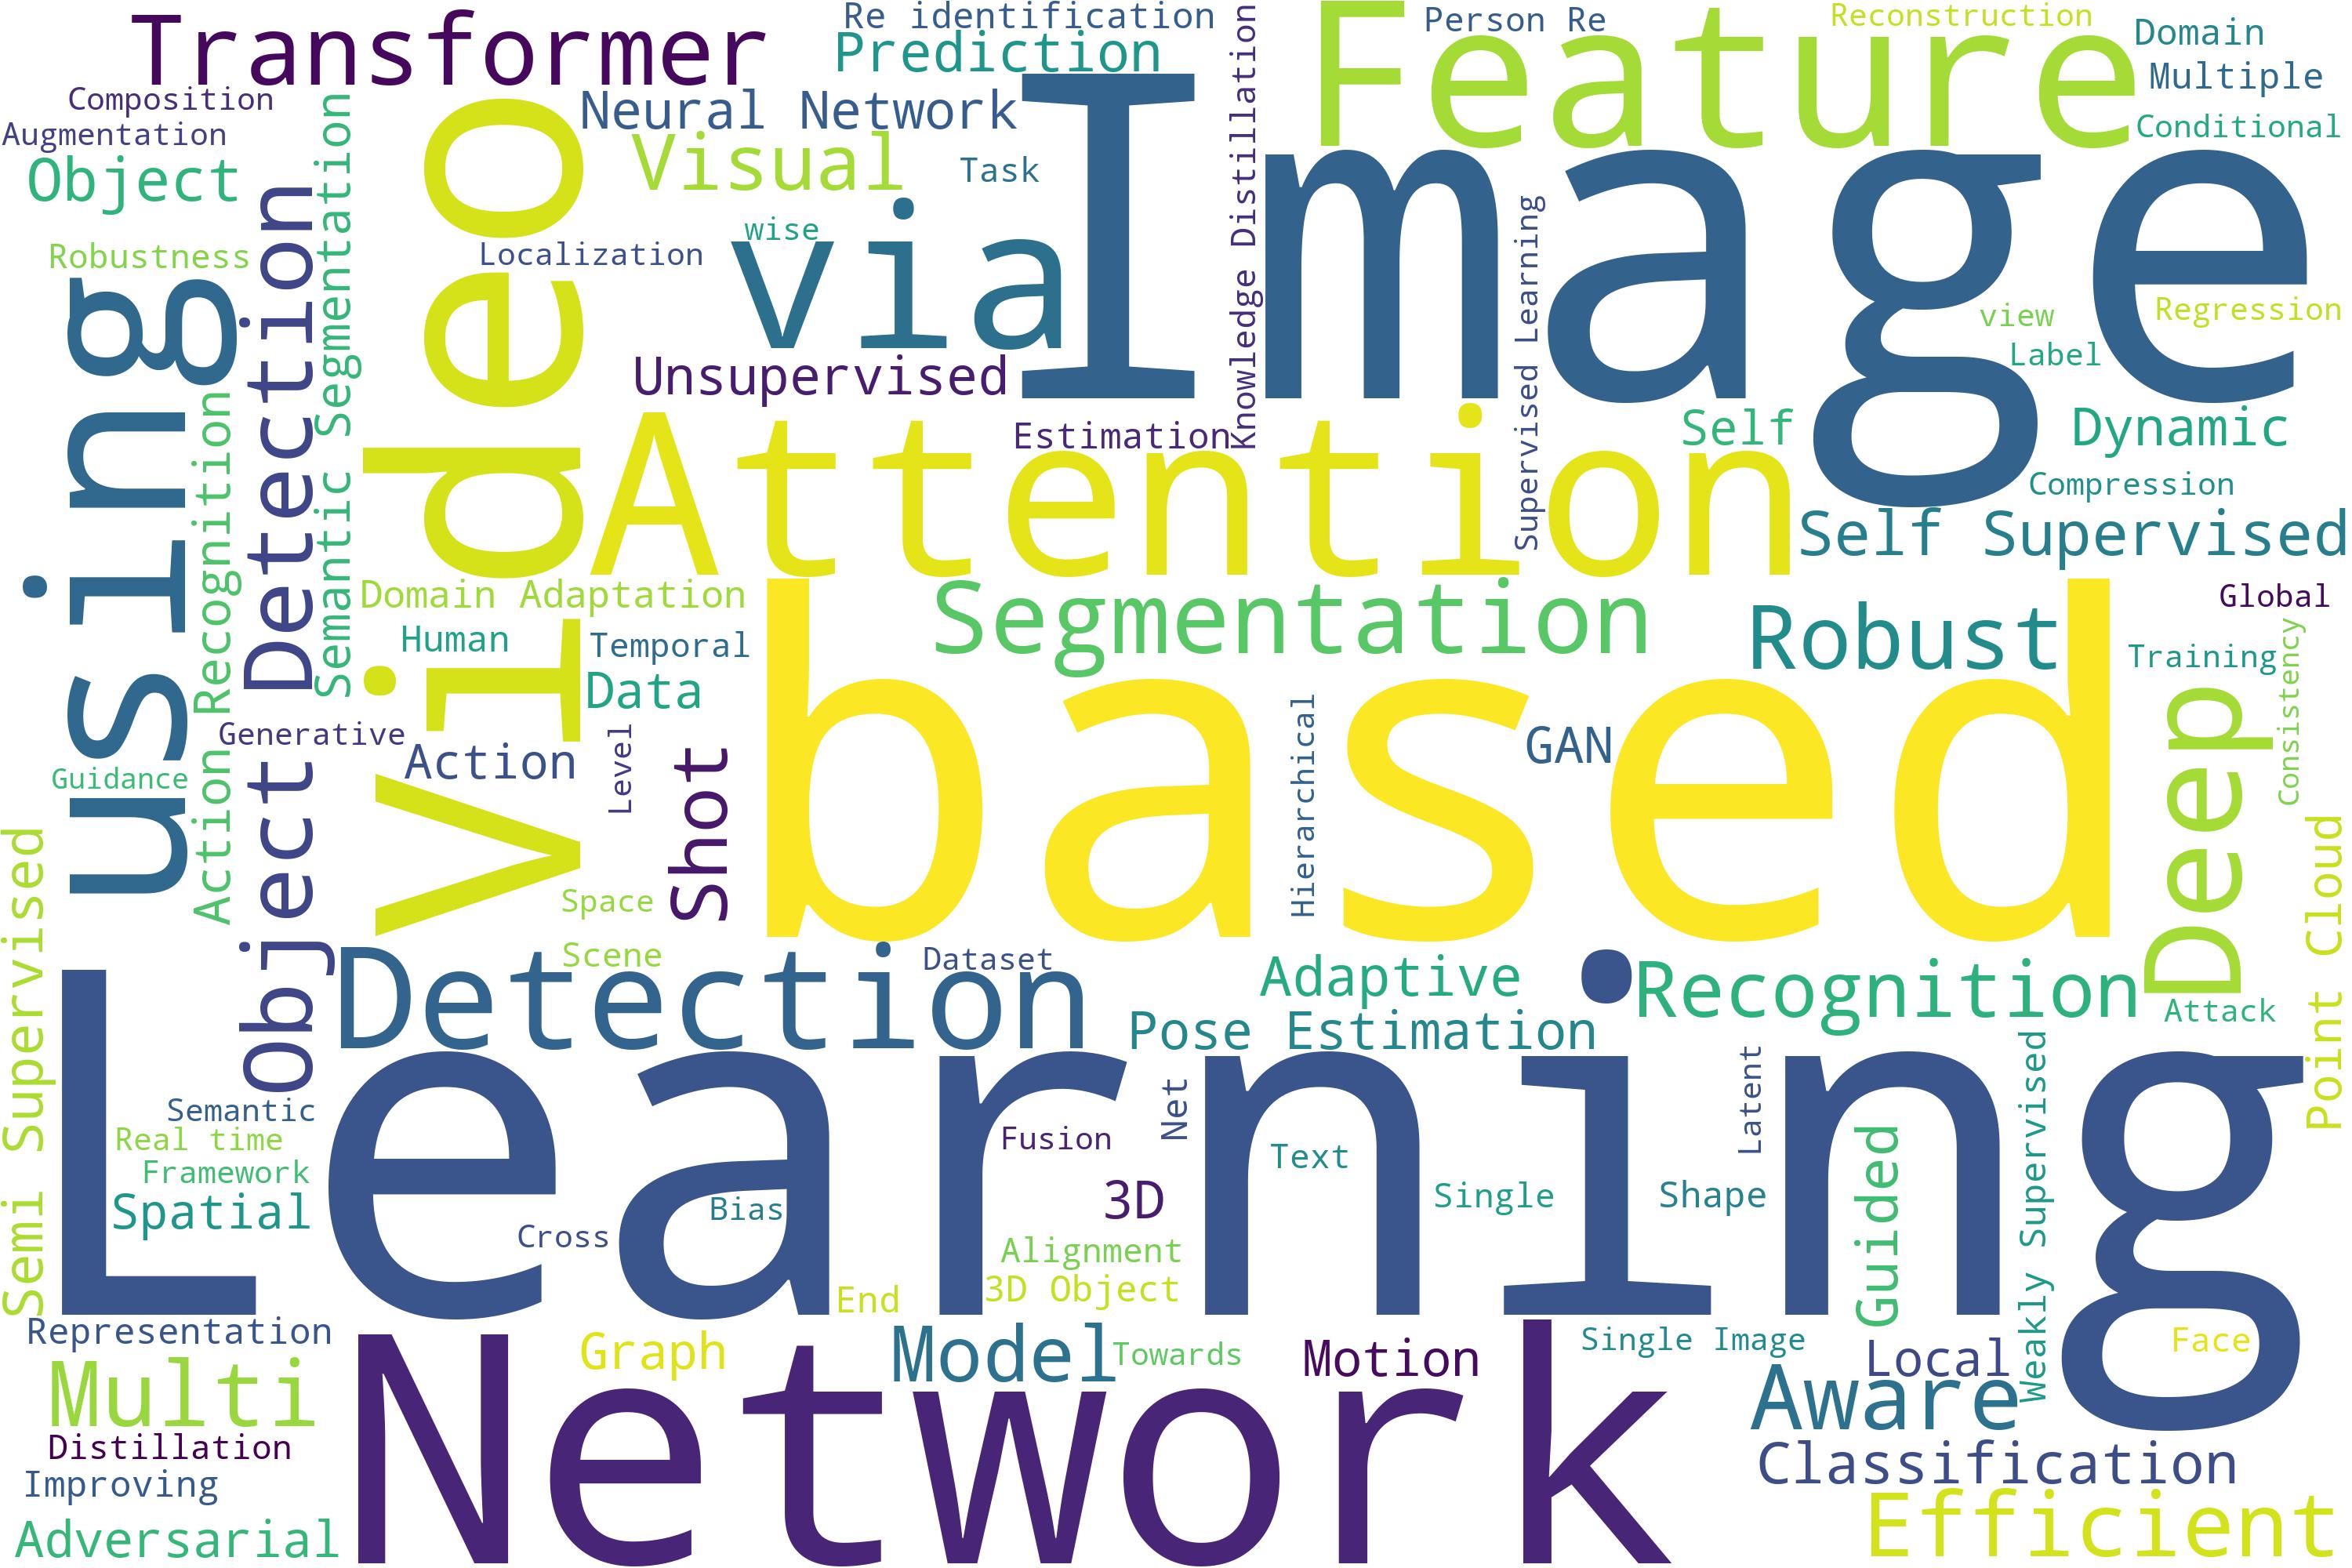 Transformer
Re identification
Prediction
Feature
Person Re
Reconstruction
Domain
Multiple
Conditional
Composition
Augmentation
Object
Robustness
using
Object Detection
Semantic Segmentation
Action Recognition
Video
Neural Network
Visual
Task
wise
Localization
via
Unsupervised
Image
Knowledge Distillation
Supervised Learning
view
Regression
Label
Estimation
Attention
Self
Dynamic
Compression
Self Supervised
Domain Adaptation
Human
Temporal
Data
Segmentation
Robust
Global
Training
Consistency
Generative
Guidance
Action
Level
Shot
based
Hierarchical
GAN
Deep
Point Cloud
Semi Supervised
Space
Scene
Detection
Dataset
Adaptive
Pose Estimation
Recognition
Attack
Learning
Semantic
Real time
Framework
Spatial
Cross
Bias
Fusion
Net
3D
Alignment
3D Object
End
Text
Single
Latent
Shape
Guided
Weakly Supervised
Representation
Multi
Distillation
Improving
Adversarial
Network
Graph
Model
Towards
Motion
Single Image
Local
Face
Aware
Classification
Efficient